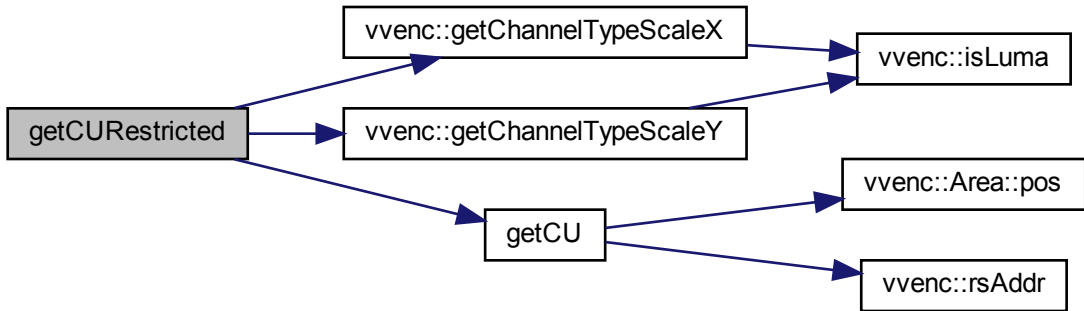 getCURestricted
vvenc::getChannelTypeScaleX
vvenc::getChannelTypeScaleY
getCU
vvenc::isLuma
vvenc::Area::pos
vvenc::rsAddr